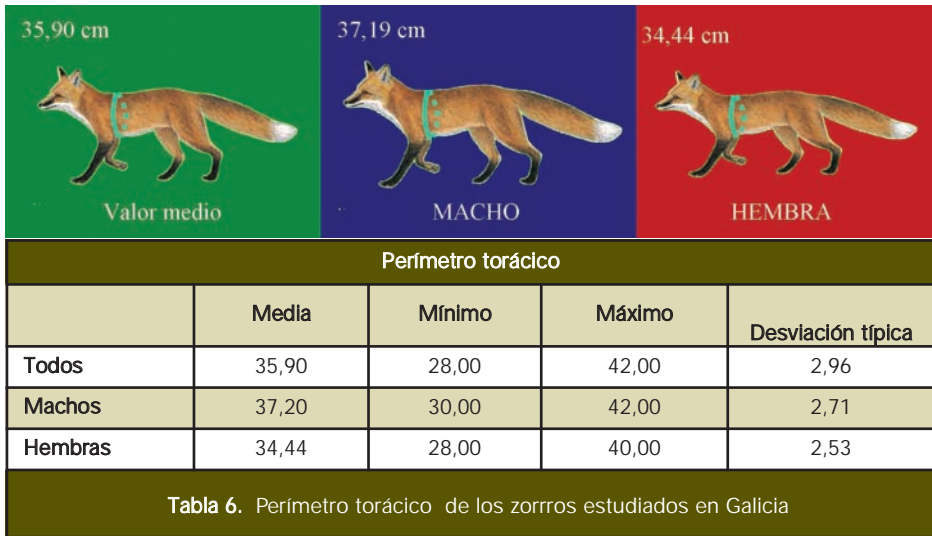 35,90 cm
37,19 cm
34,44 cm
Valor medio
MACHO
HEMBRA
Perímetro torácico
Media Mínimo Máximo Desviación típica
Todos 35,90 28,00 42,00 2,96
Machos 37,20 30,00 42,00 2,71
Hembras 34,44 28,00 40,00 2,53
Tabla 6. Perímetro torácico de los zorrros estudiados en Galicia